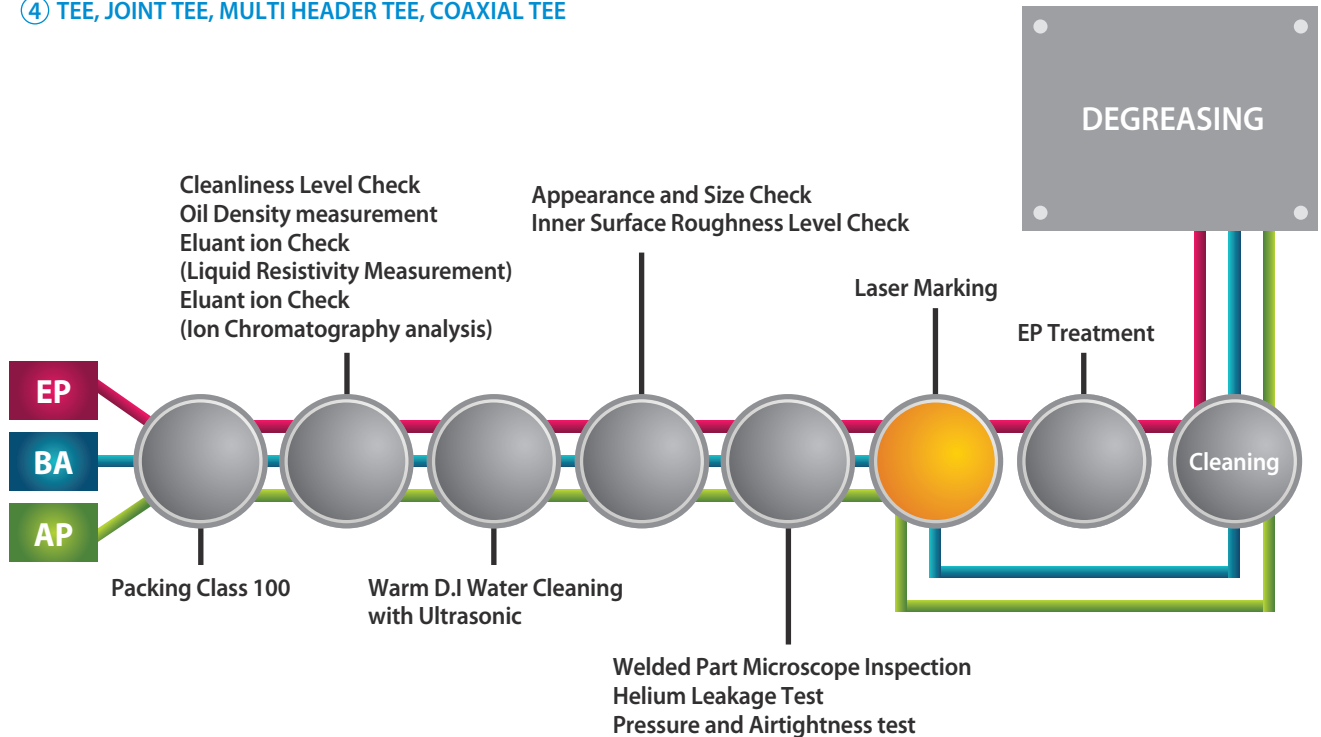 ④ TEE, JOINT TEE, MULTI HEADER TEE, COAXIAL TEE
DEGREASING
Cleanliness Level Check
Oil Density measurement
Eluant ion Check
(Liquid Resistivity Measurement)
Eluant ion Check
(Ion Chromatography analysis)
Appearance and Size Check
Inner Surface Roughness Level Check
Laser Marking
EP Treatment
EP
BA
AP
Cleaning
Packing Class 100
Warm D.I Water Cleaning
with Ultrasonic
Welded Part Microscope Inspection
Helium Leakage Test
Pressure and Airtightness test